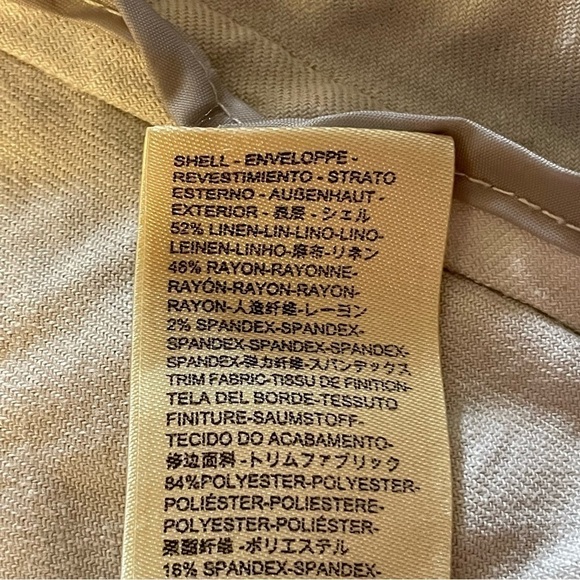 SHELL - ENVELOPPE -
REVESTIMIENTO - STRATO
ESTERNO - AUßENHAUT -
EXTERIOR - 表层 - シェル
52% LINEN-LIN-LINO-LINO-
LEINEN-LINHO-麻布-リネン
46% RAYON-RAYONNE-
RAYÓN-RAYON-RAYON-
RAYON-人造纤维-レーヨン
2% SPANDEX-SPANDEX-
SPANDEX-SPANDEX-SPANDEX-
SPANDEX-弹力纤维-スパンデックス
TRIM FABRIC-TISSU DE FINITION-
TELA DEL BORDE-TESSUTO
FINITURE-SAUMSTOFF-
TECIDO DO ACABAMENTO-
修边面料 -トリムファブリック
84%POLYESTER-POLYESTER-
POLIÉSTER-POLIESTERE-
POLYESTER-POLIÉSTER-
聚酯纤维 -ポリエステル
16% SPANDEX-SPANDEX-